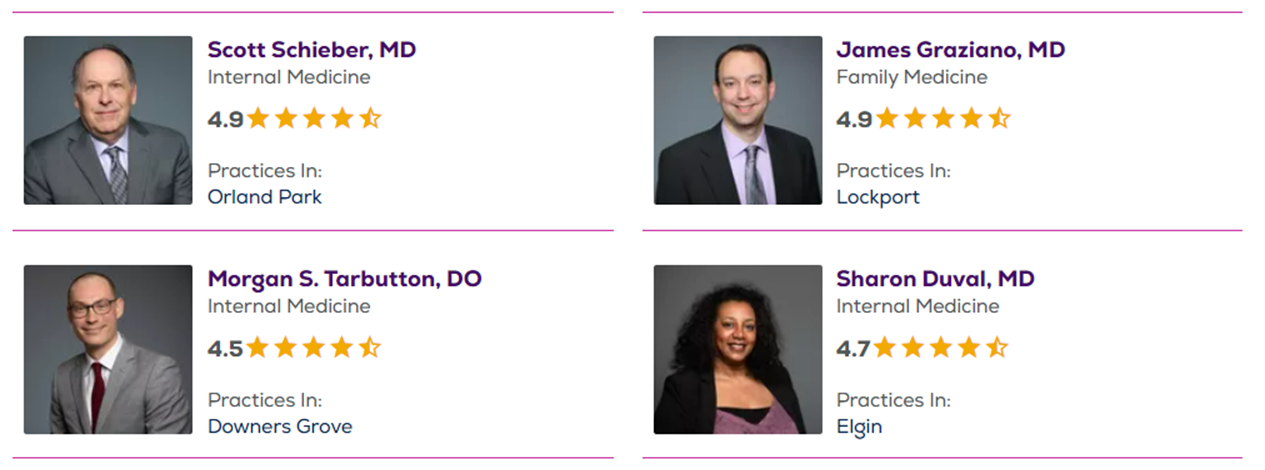 Scott Schieber, MD
Internal Medicine
4.9
Practices In:
Orland Park
James Graziano, MD
Family Medicine
4.9
Practices In:
Lockport
Morgan S. Tarbutton, DO
Internal Medicine
4.5
Practices In:
Downers Grove
Sharon Duval, MD
Internal Medicine
4.7
Practices In:
Elgin